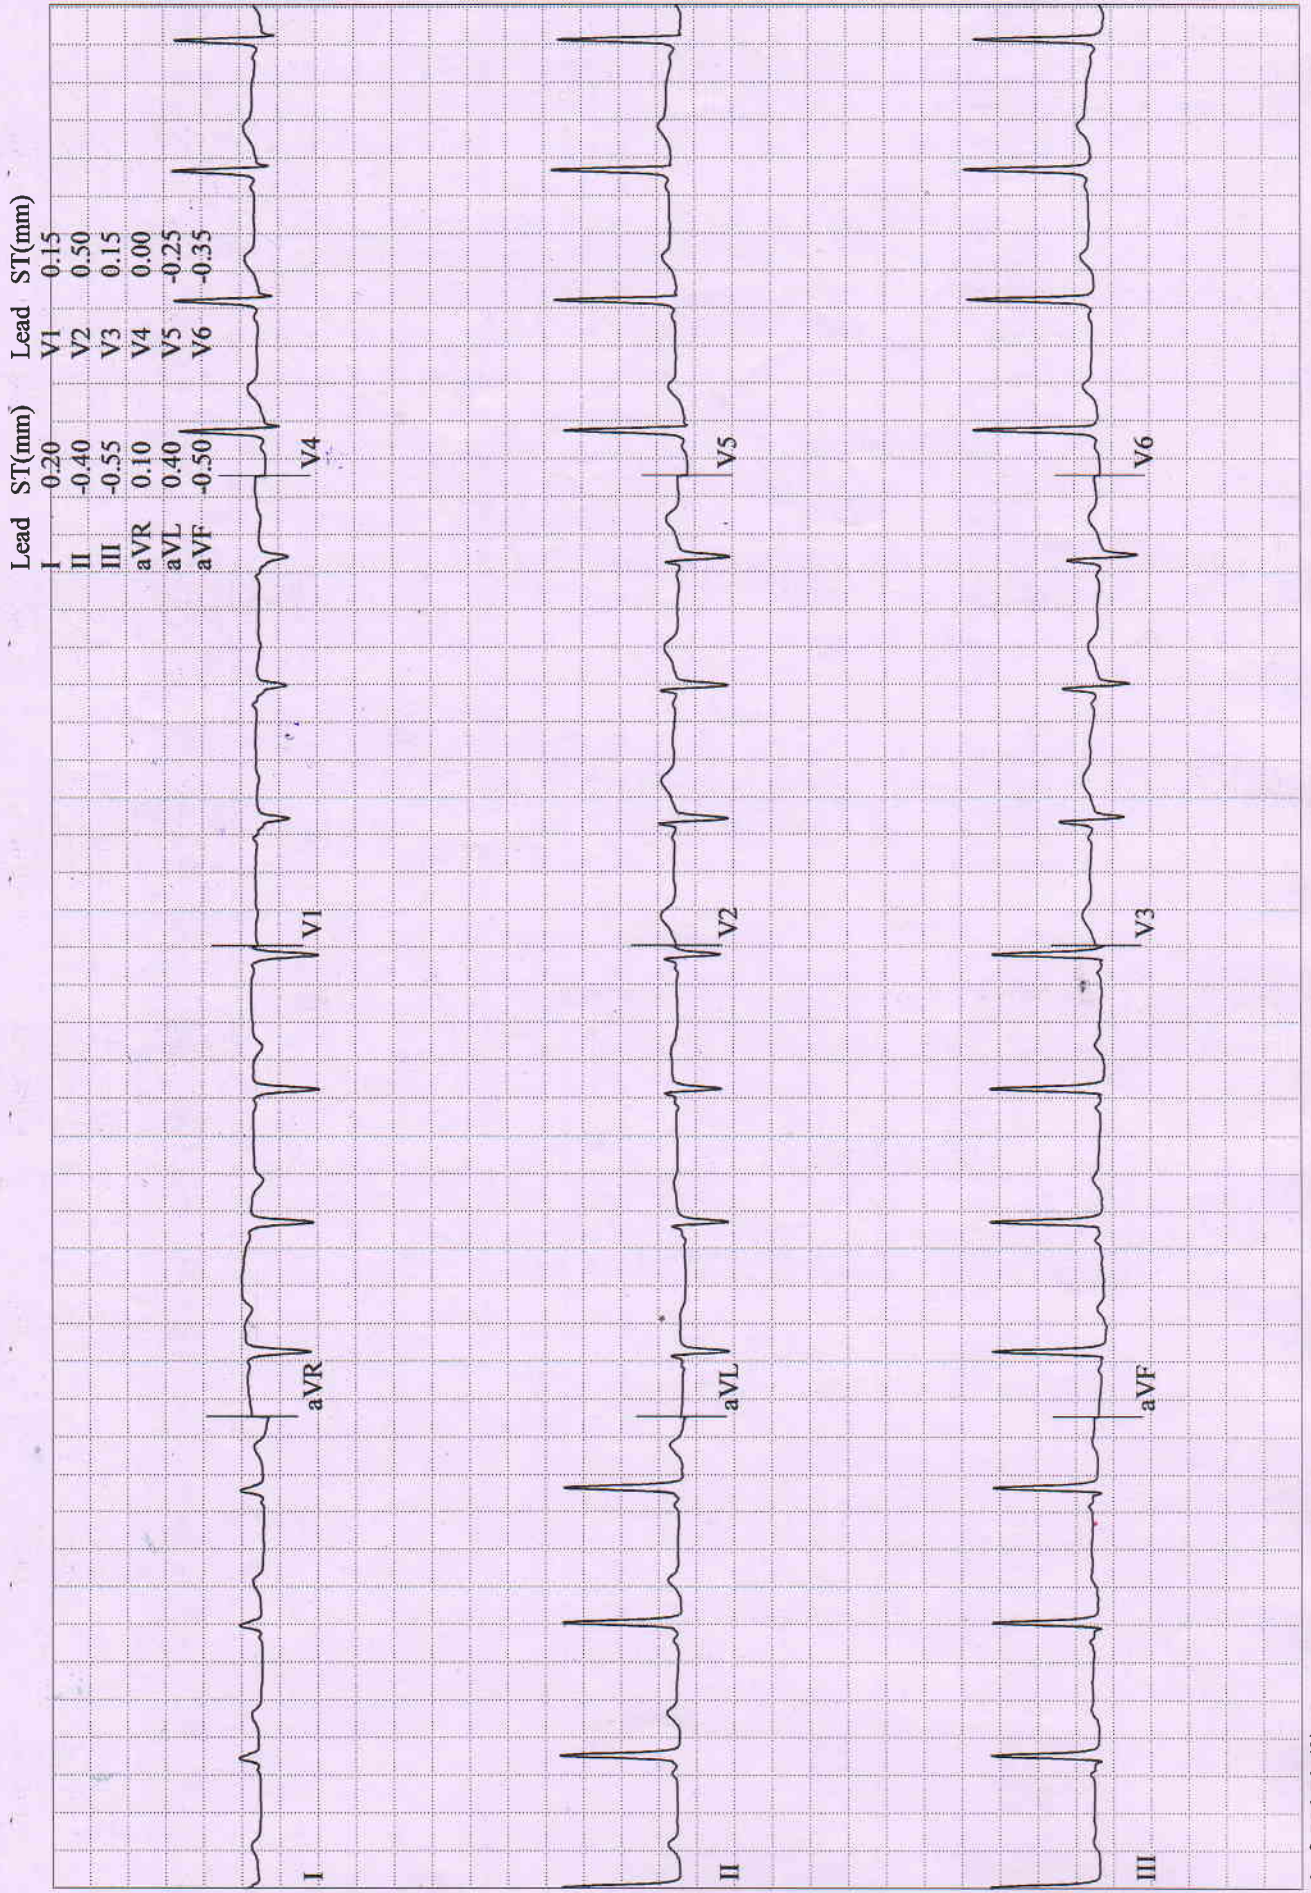 Lead ST(mm) Lead ST(mm)
I 0.20 V1 0.15
II -0.40 V2 0.50
III -0.55 V3 0.15
aVR 0.10 V4 0.00
aVL 0.40 V5 -0.25
aVF -0.50 V6 -0.35
I aVR V1 V4
II aVL V2 V5
III aVF V3 V6